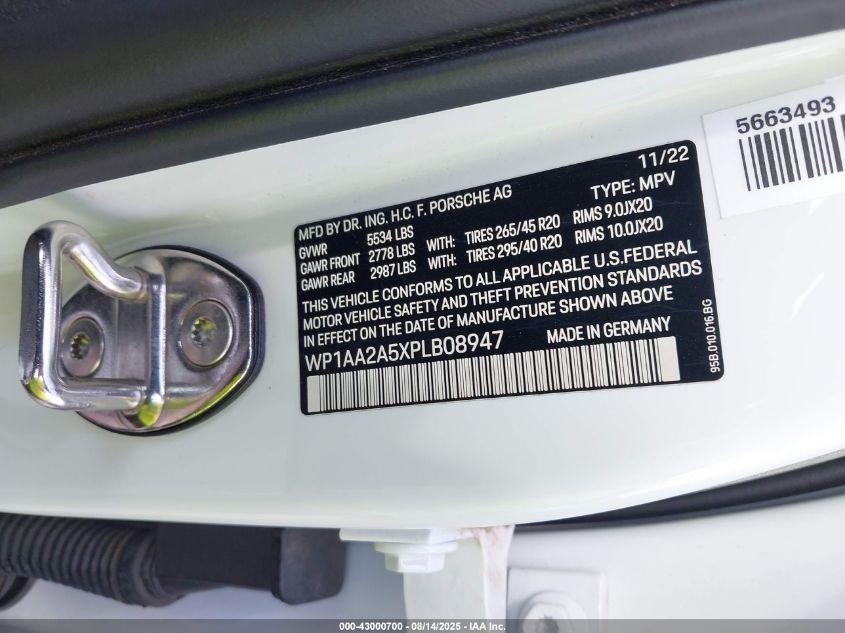 5663493
11/22
MFD BY DR. ING. H.C. F. PORSCHE AG TYPE: MPV
GVWR 5534 LBS
GAWR FRONT 2778 LBS WITH: TIRES 265/45 R20 RIMS 9.0JX20
GAWR REAR 2987 LBS WITH: TIRES 295/40 R20 RIMS 10.0JX20
THIS VEHICLE CONFORMS TO ALL APPLICABLE U.S.FEDERAL
MOTOR VEHICLE SAFETY AND THEFT PREVENTION STANDARDS
IN EFFECT ON THE DATE OF MANUFACTURE SHOWN ABOVE
WP1AA2A5XPLB08947 MADE IN GERMANY
95B.010.016.BG
000-43000700 - 08/14/2025 - IAA Inc.